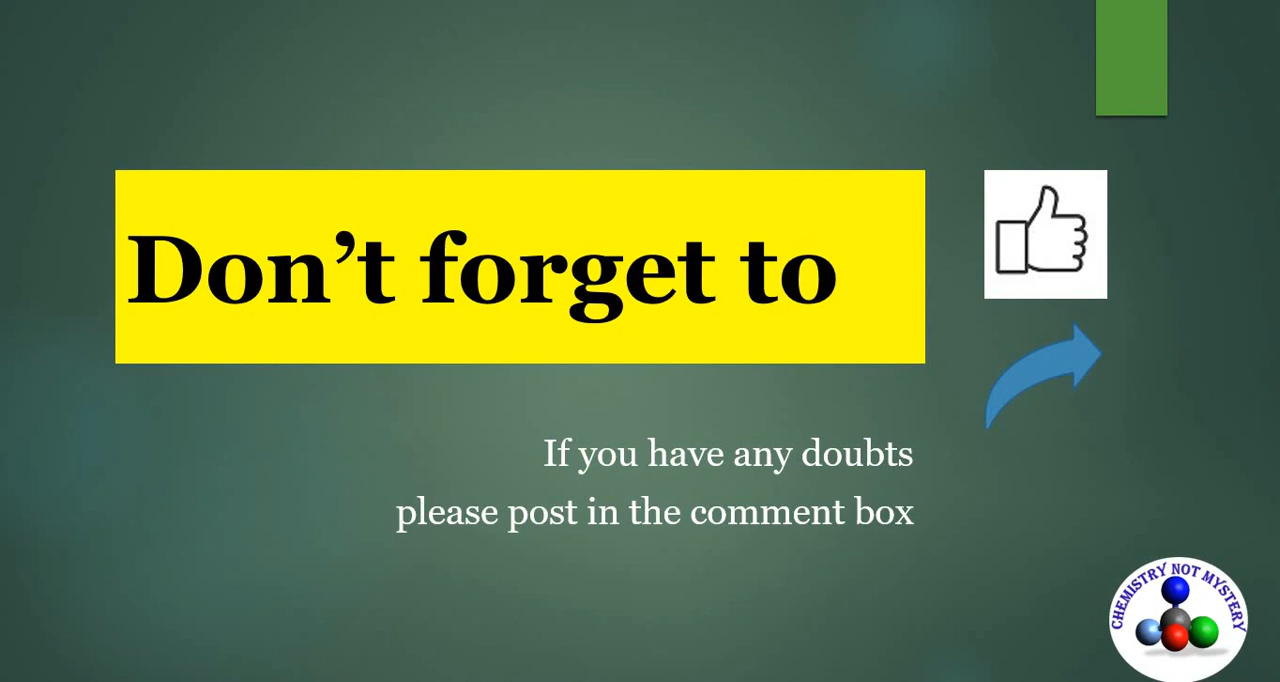 Don’t forget to
If you have any doubts
please post in the comment box
CHEMISTRY NOT MYSTERY